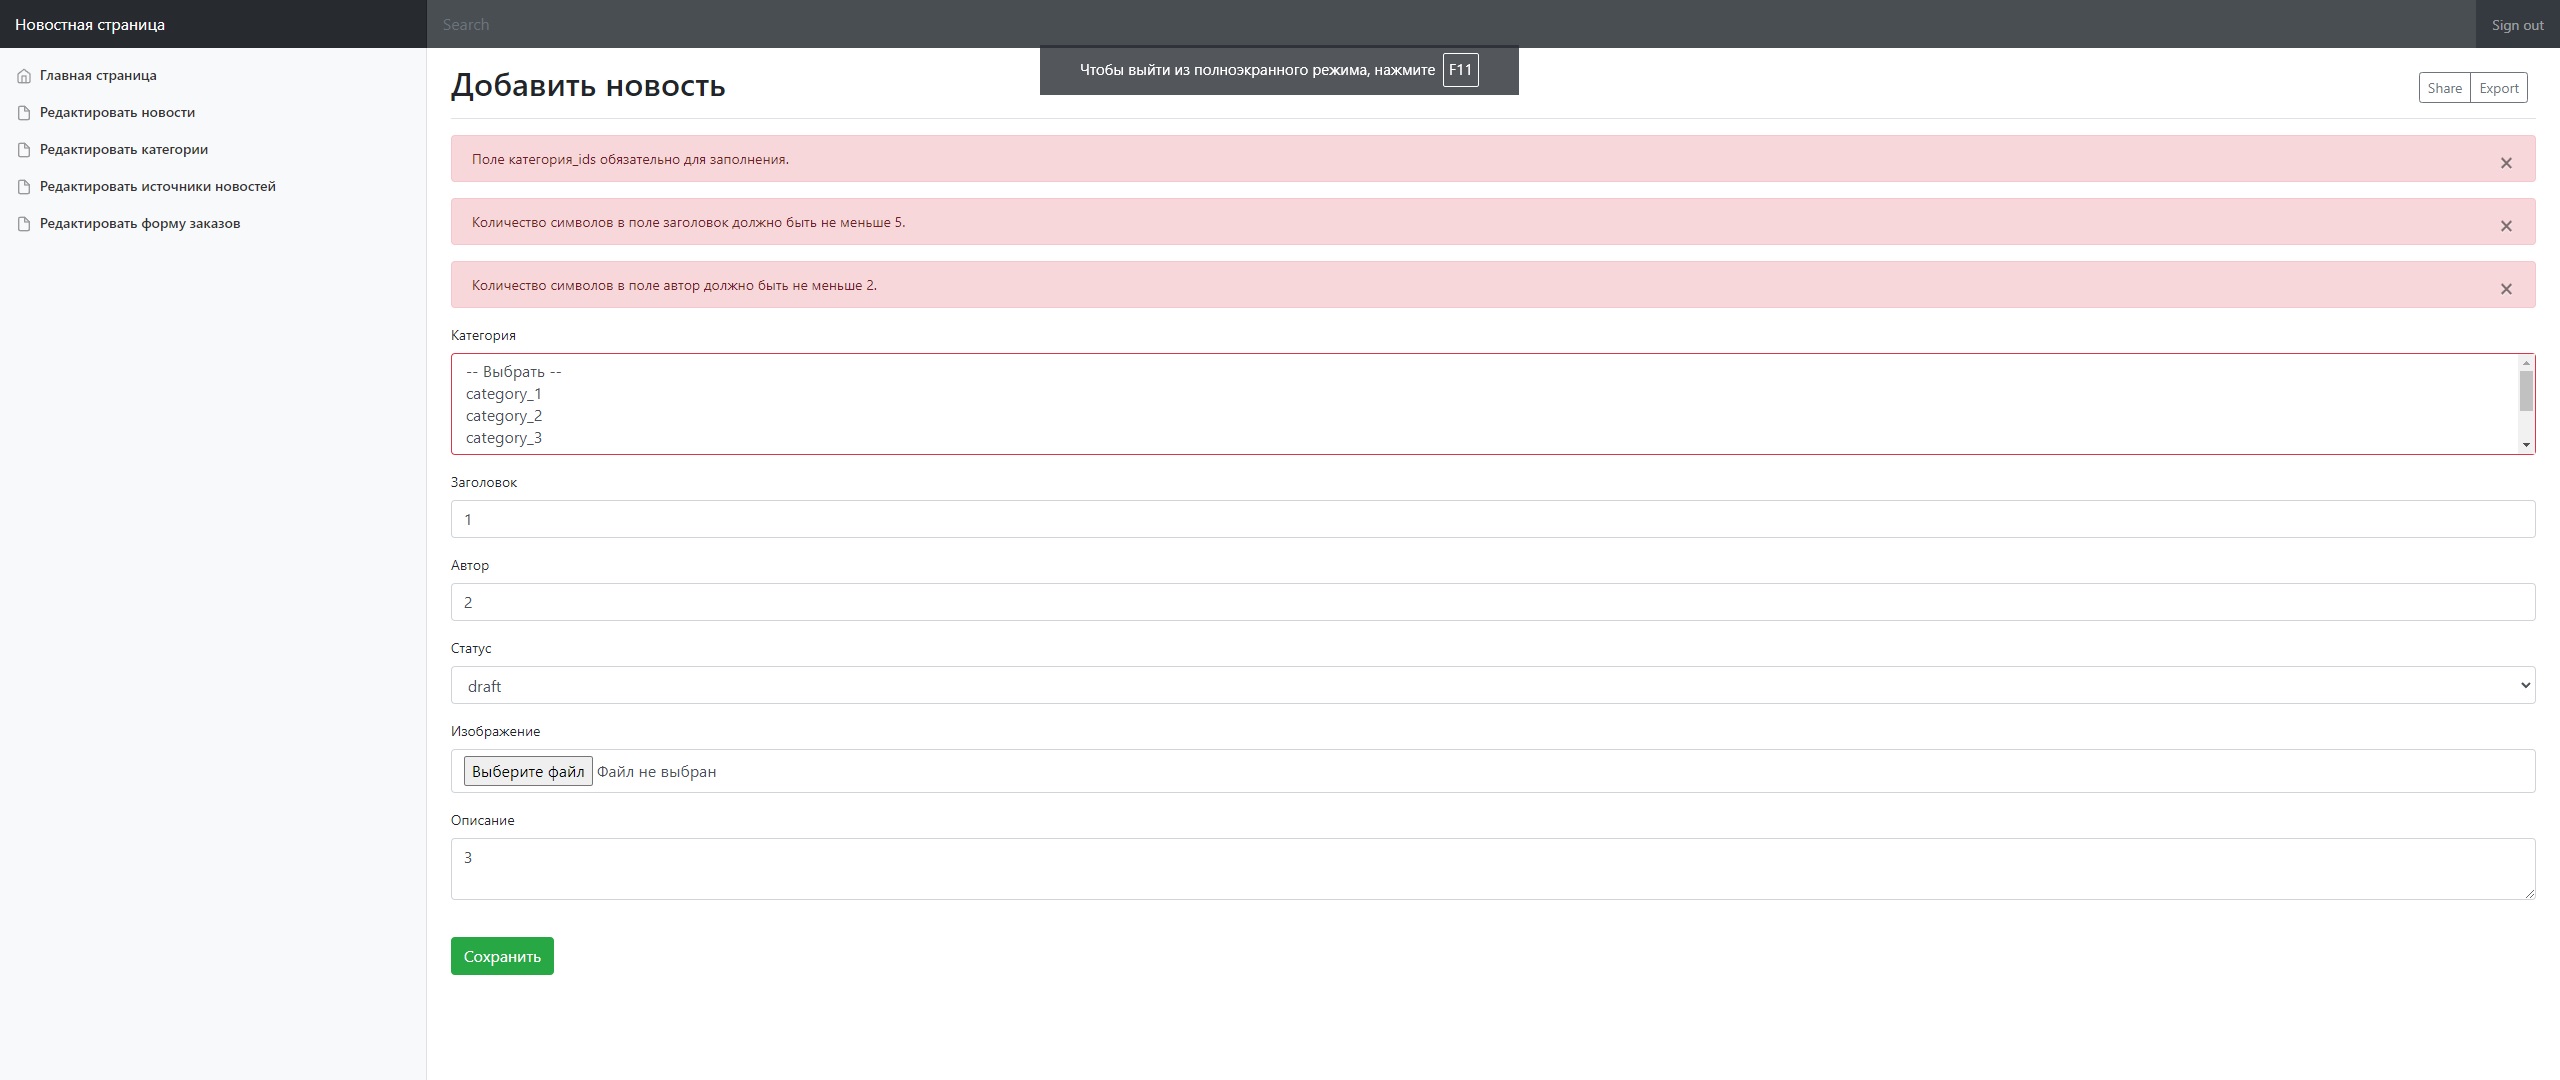 Новостная страница
Search
Sign out
Чтобы выйти из полноэкранного режима, нажмите F11
Главная страница
Редактировать новости
Редактировать категории
Редактировать источники новостей
Редактировать форму заказов
Добавить новость
Share
Export
Поле категория_ids обязательно для заполнения.
×
Количество символов в поле заголовок должно быть не меньше 5.
×
Количество символов в поле автор должно быть не меньше 2.
×
Категория
-- Выбрать --
category_1
category_2
category_3
Заголовок
1
Автор
2
Статус
draft
Изображение
Выберите файл Файл не выбран
Описание
3
Сохранить